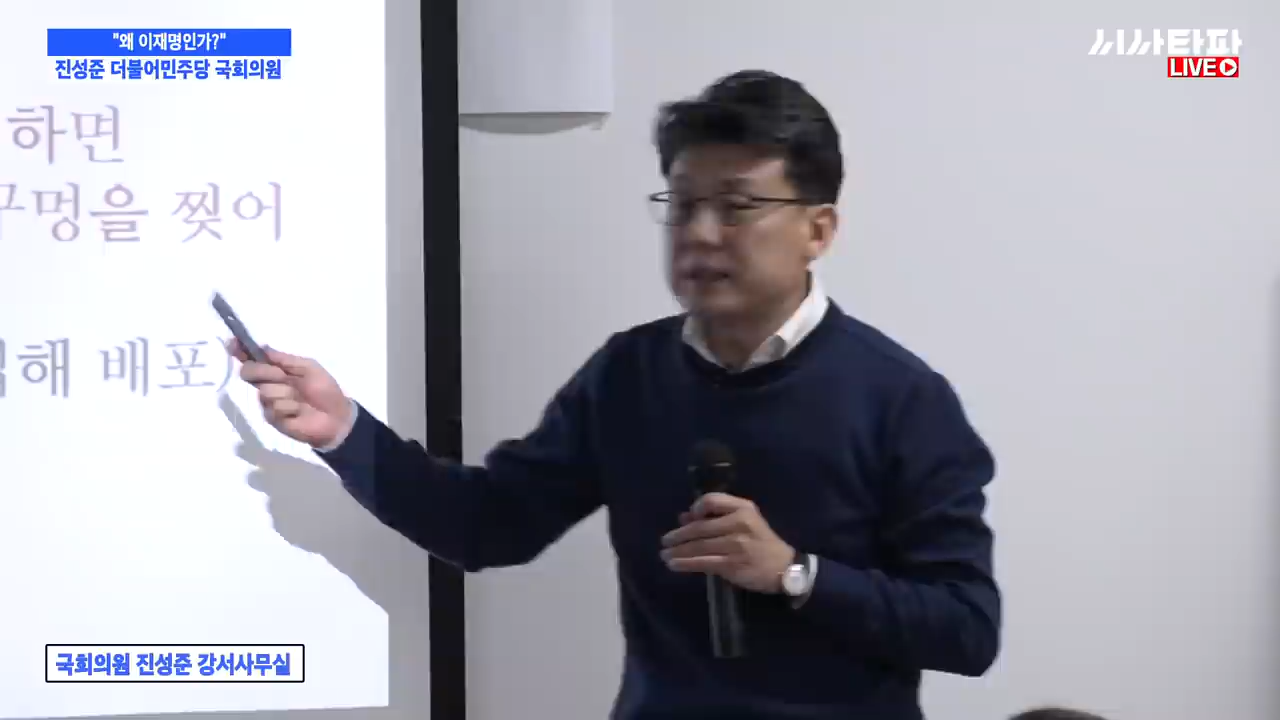 "왜 이재명인가?"
진성준 더불어민주당 국회의원
씨사타파
LIVE
하면
구멍을 찢어
해 배포)
국회의원 진성준 강서사무실